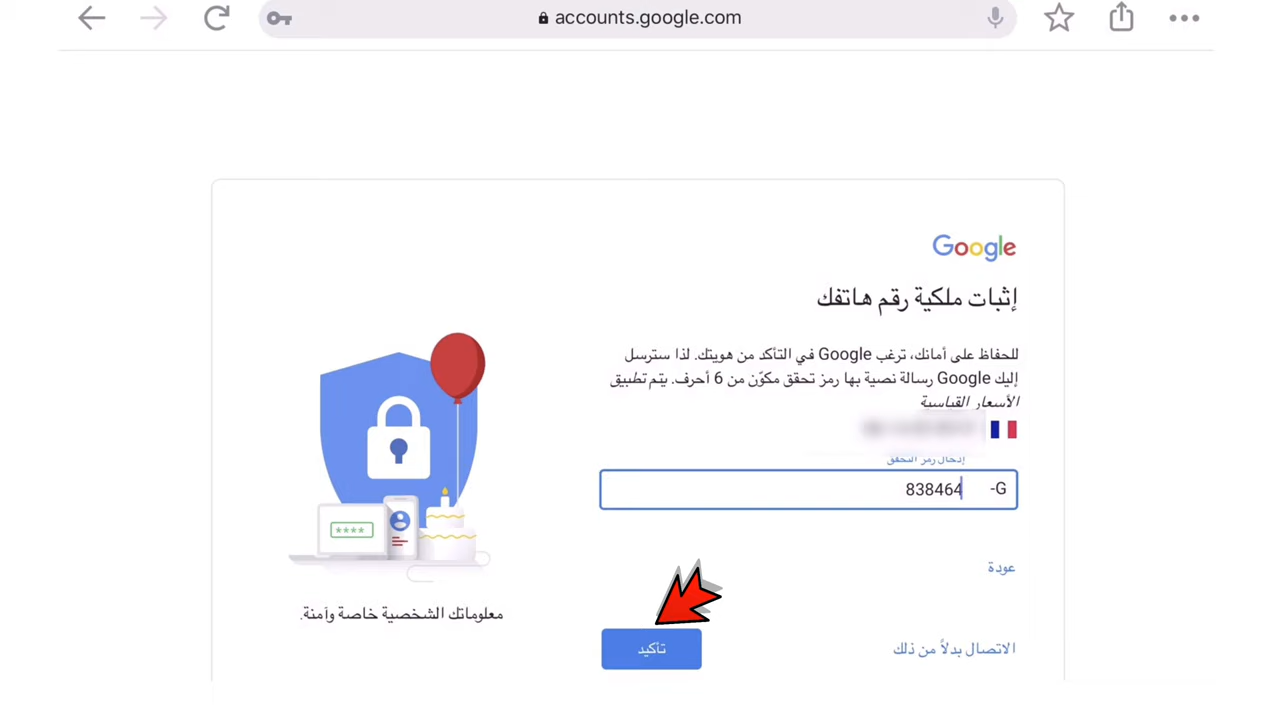 accounts.google.com
Google
إثبات ملكية رقم هاتفك
للحفاظ على أمانك، ترغب Google في التأكد من هويتك. لذا سترسل
إليك Google رسالة نصية بها رمز تحقق مكوّن من 6 أحرف. يتم تطبيق
الأسعار القياسية
إدخال رمز التحقق
G- 838464
عودة
الاتصال بدلاً من ذلك
تأكيد
****
معلوماتك الشخصية خاصة وآمنة.